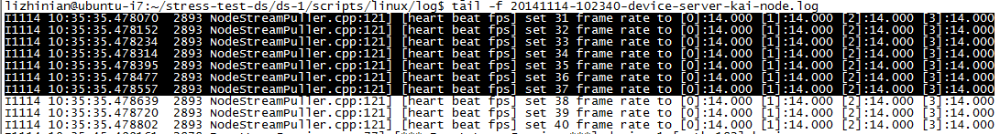 lizhinian@ubuntu-i7:~/stress-test-ds/ds-1/scripts/linux/log$ tail -f 20141114-102340-device-server-kai-node.log
I1114 10:35:35.478070  2893 NodeStreamPuller.cpp:121] [heart beat fps] set 31 frame rate to [0]:14.000 [1]:14.000 [2]:14.000 [3]:14.000
I1114 10:35:35.478152  2893 NodeStreamPuller.cpp:121] [heart beat fps] set 32 frame rate to [0]:14.000 [1]:14.000 [2]:14.000 [3]:14.000
I1114 10:35:35.478234  2893 NodeStreamPuller.cpp:121] [heart beat fps] set 33 frame rate to [0]:14.000 [1]:14.000 [2]:14.000 [3]:14.000
I1114 10:35:35.478314  2893 NodeStreamPuller.cpp:121] [heart beat fps] set 34 frame rate to [0]:14.000 [1]:14.000 [2]:14.000 [3]:14.000
I1114 10:35:35.478395  2893 NodeStreamPuller.cpp:121] [heart beat fps] set 35 frame rate to [0]:14.000 [1]:14.000 [2]:14.000 [3]:14.000
I1114 10:35:35.478477  2893 NodeStreamPuller.cpp:121] [heart beat fps] set 36 frame rate to [0]:14.000 [1]:14.000 [2]:14.000 [3]:14.000
I1114 10:35:35.478557  2893 NodeStreamPuller.cpp:121] [heart beat fps] set 37 frame rate to [0]:14.000 [1]:14.000 [2]:14.000 [3]:14.000
I1114 10:35:35.478639  2893 NodeStreamPuller.cpp:121] [heart beat fps] set 38 frame rate to [0]:14.000 [1]:14.000 [2]:14.000 [3]:14.000
I1114 10:35:35.478720  2893 NodeStreamPuller.cpp:121] [heart beat fps] set 39 frame rate to [0]:14.000 [1]:14.000 [2]:14.000 [3]:14.000
I1114 10:35:35.478802  2893 NodeStreamPuller.cpp:121] [heart beat fps] set 40 frame rate to [0]:14.000 [1]:14.000 [2]:14.000 [3]:14.000